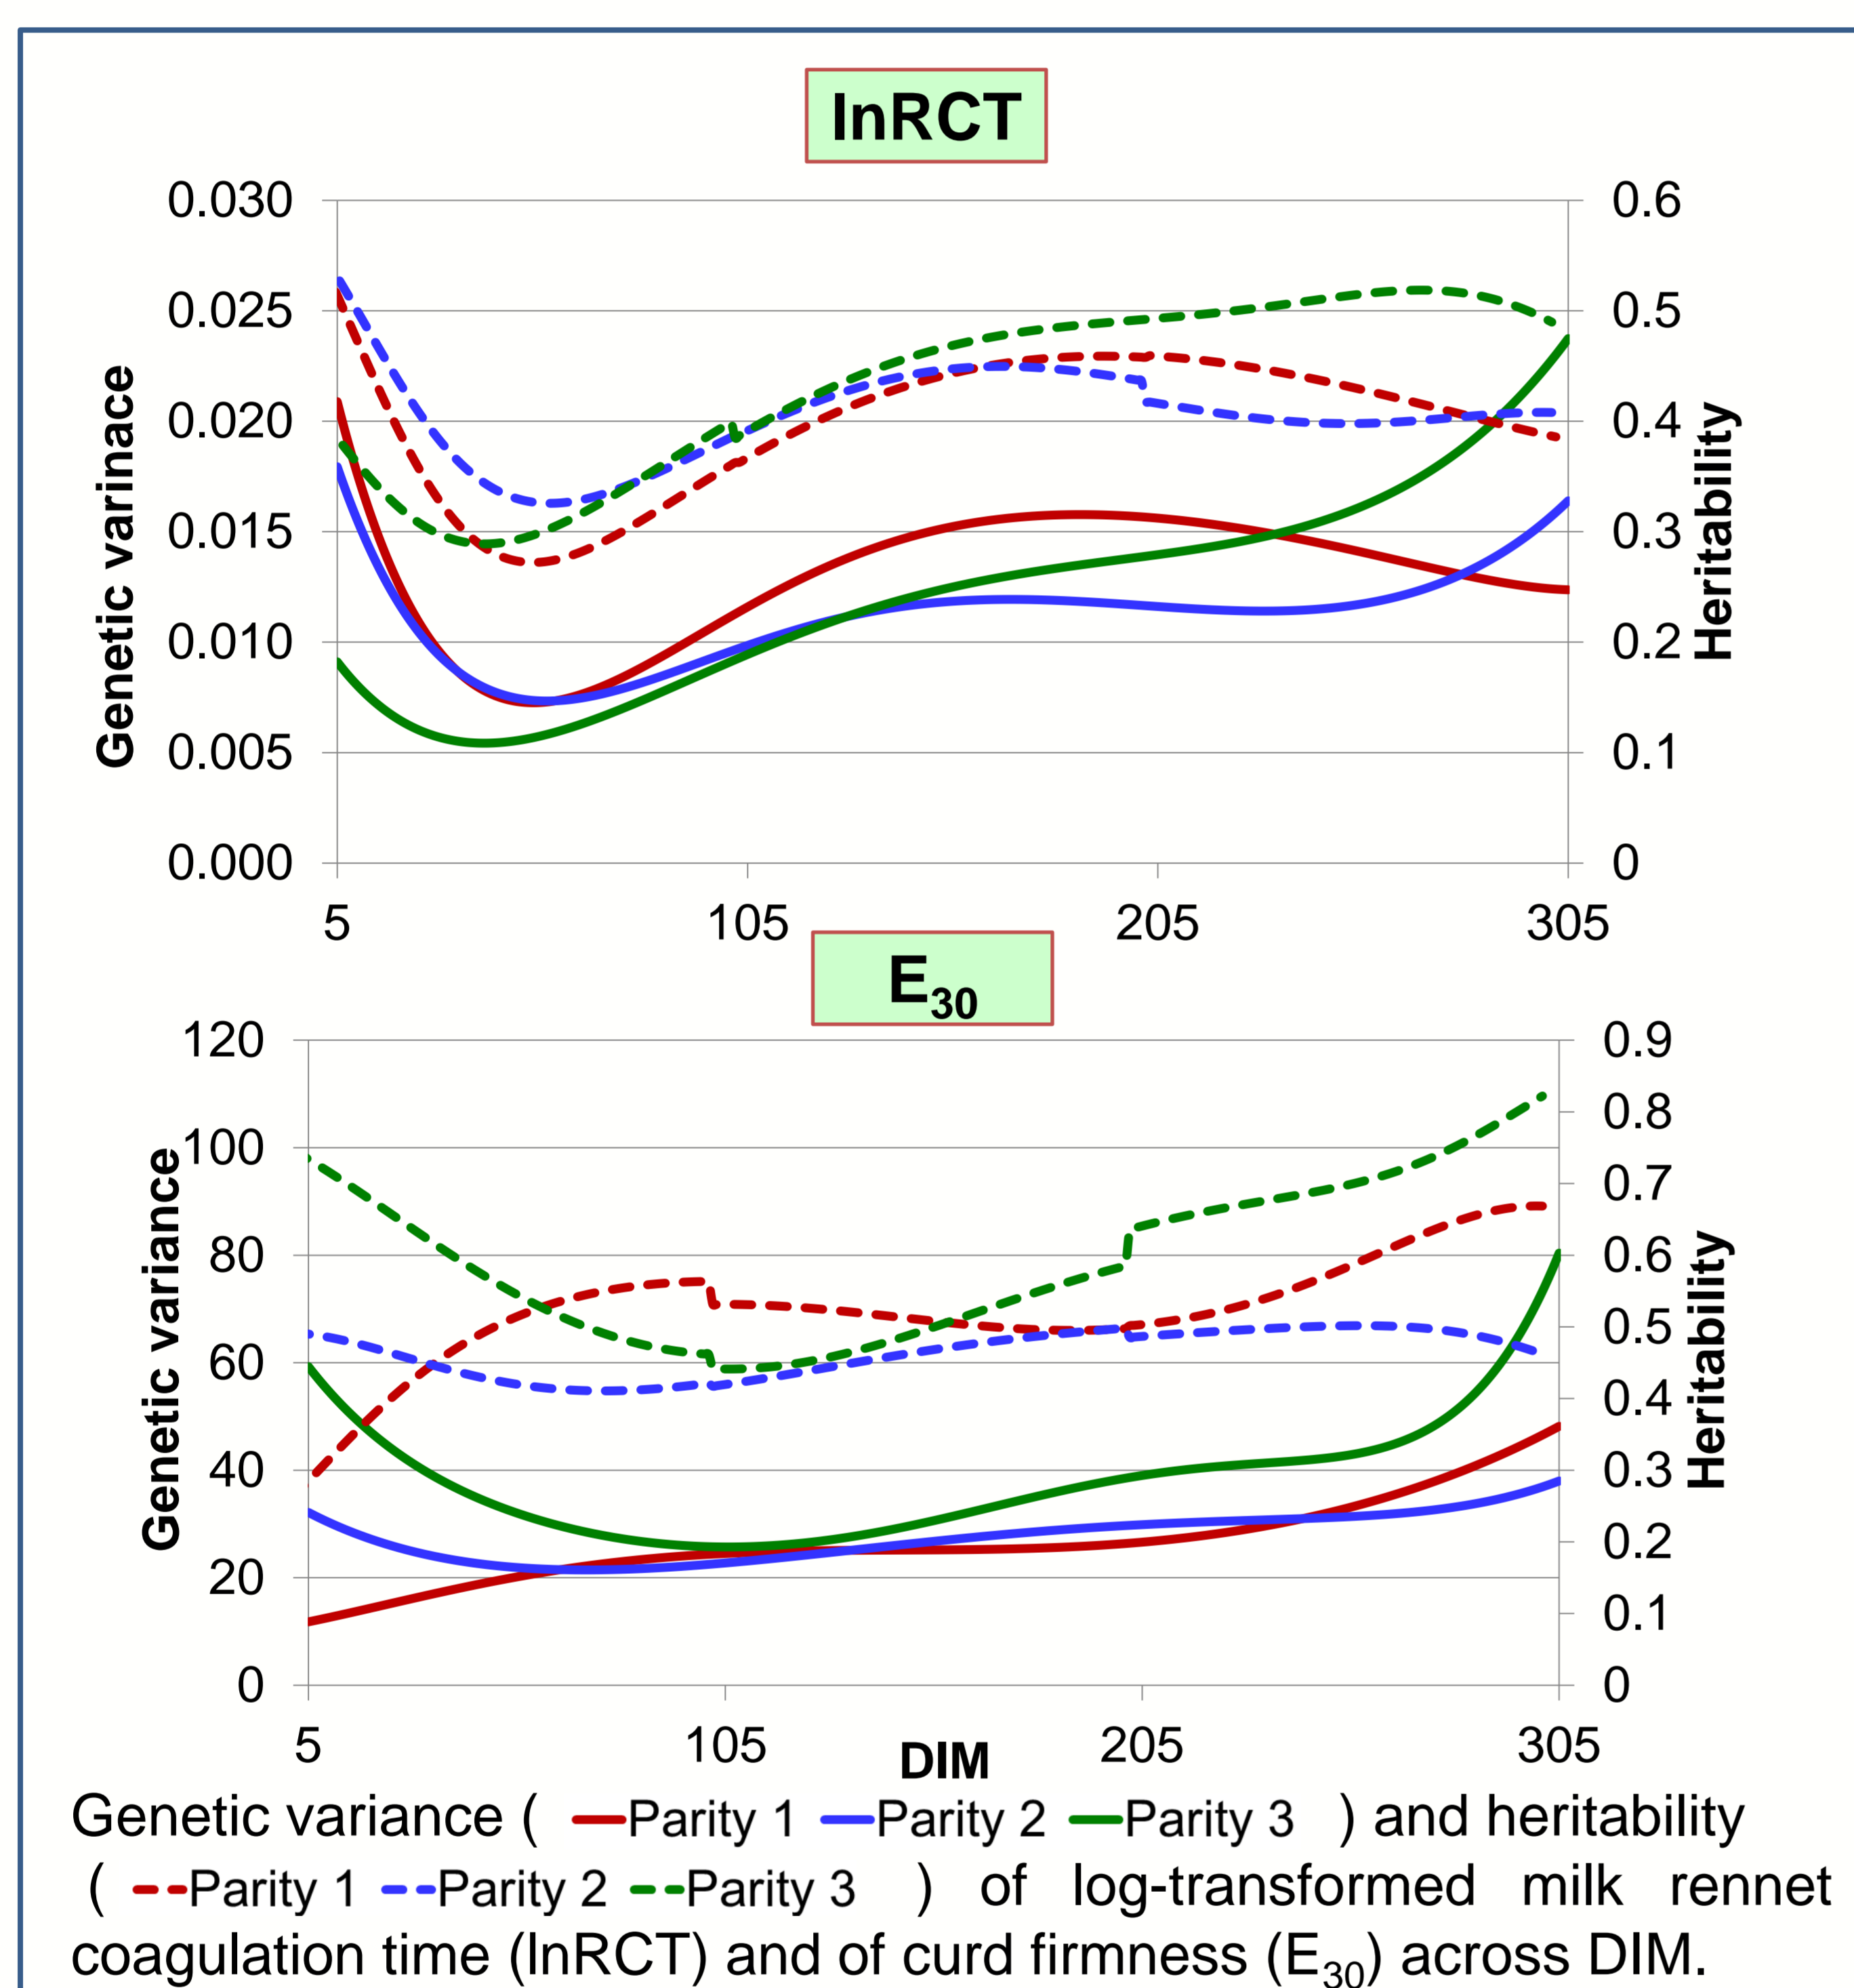 lnRCT
0.030
0.025
0.020
0.015
0.010
0.005
0.000
Genetic varinace
0.6
0.5
0.4
0.3
0.2
0.1
0
Heritability
5 105 205 305
E30
120
100
80
60
40
20
0
Genetic variance
0.9
0.8
0.7
0.6
0.5
0.4
0.3
0.2
0.1
0
Heritability
5 105 205 305
DIM
Genetic variance ( Parity 1 Parity 2 Parity 3 ) and heritability
( Parity 1 Parity 2 Parity 3 ) of log-transformed milk rennet
coagulation time (lnRCT) and of curd firmness (E30) across DIM.